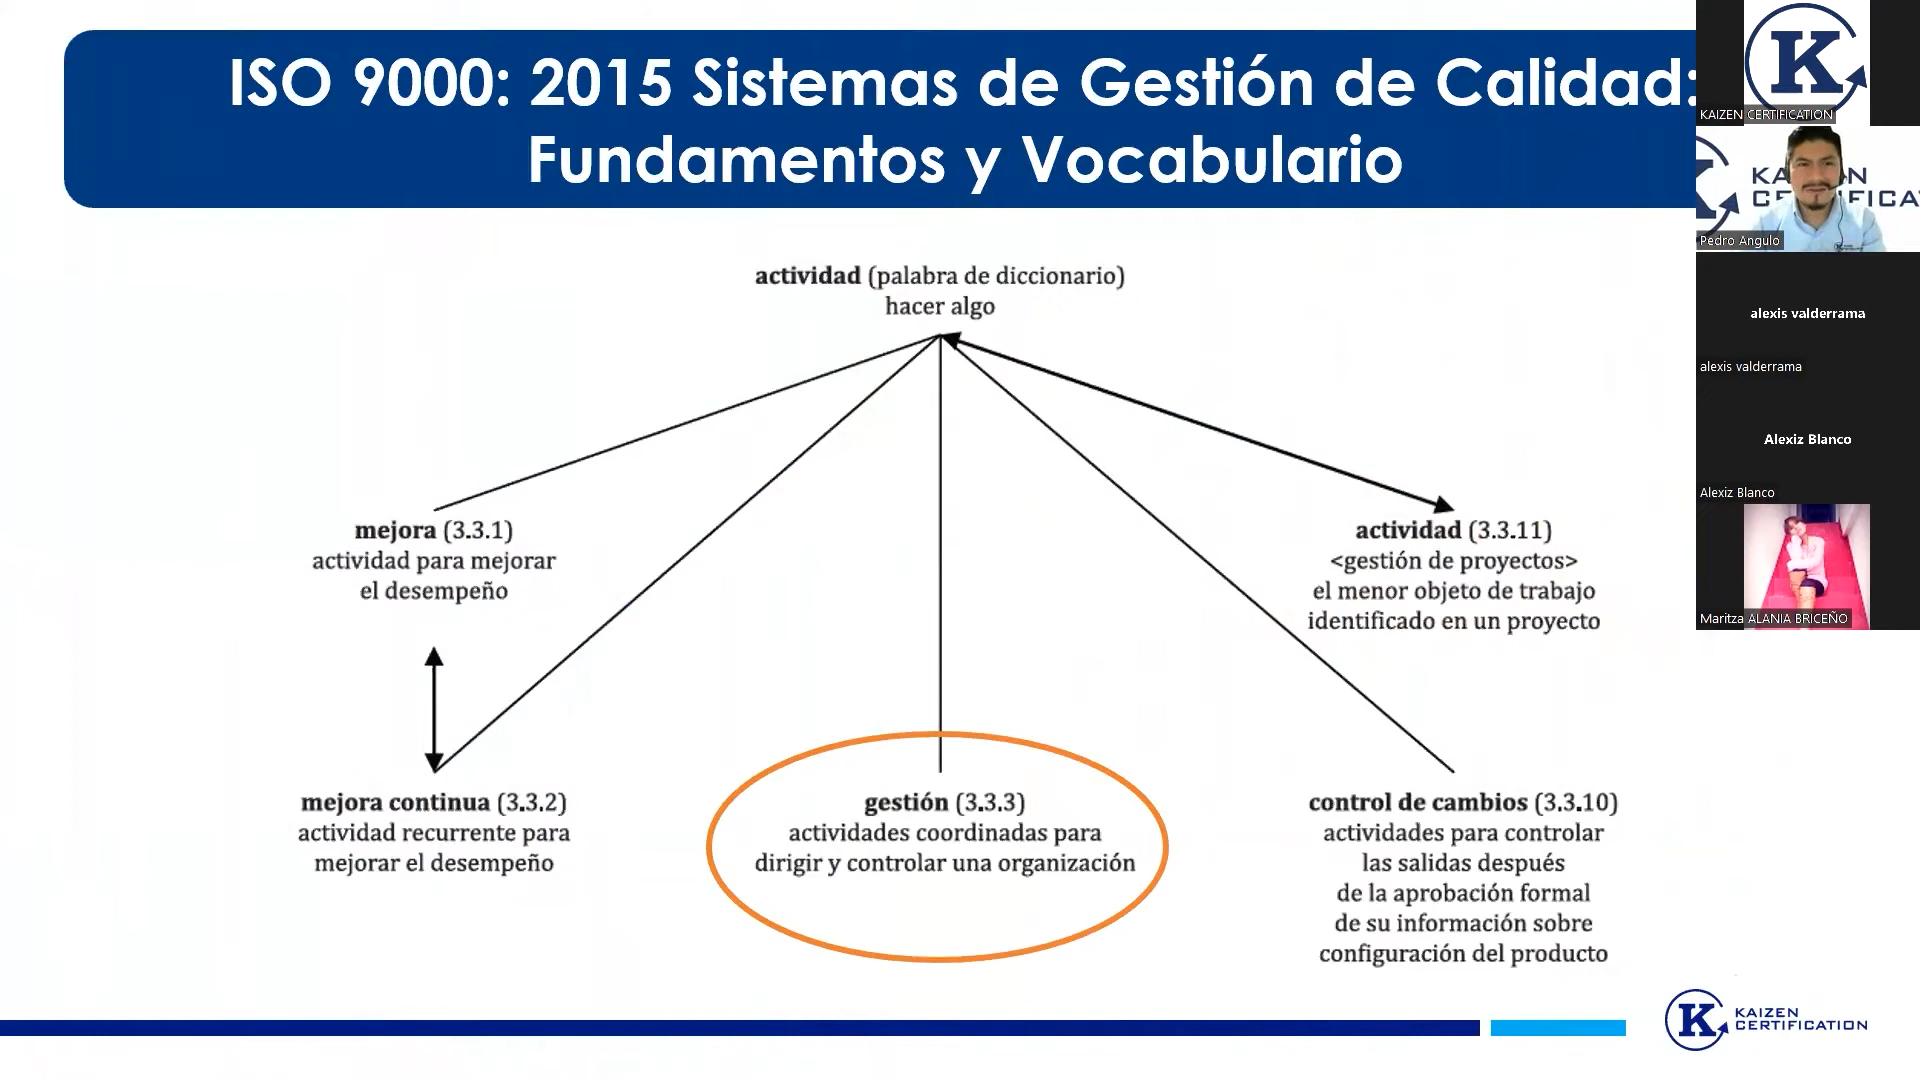 ISO 9000: 2015 Sistemas de Gestión de Calidad:
Fundamentos y Vocabulario
actividad (palabra de diccionario)
hacer algo
mejora (3.3.1)
actividad para mejorar
el desempeño
actividad (3.3.11)
<gestión de proyectos>
el menor objeto de trabajo
identificado en un proyecto
mejora continua (3.3.2)
actividad recurrente para
mejorar el desempeño
gestión (3.3.3)
actividades coordinadas para
dirigir y controlar una organización
control de cambios (3.3.10)
actividades para controlar
las salidas después
de la aprobación formal
de su información sobre
configuración del producto
K
KAIZEN
CERTIFICATION
K
KAIZEN CERTIFICATION
Pedro Angulo
alexis valderrama
alexis valderrama
Alexiz Blanco
Alexiz Blanco
Maritza ALANIA BRICEÑO